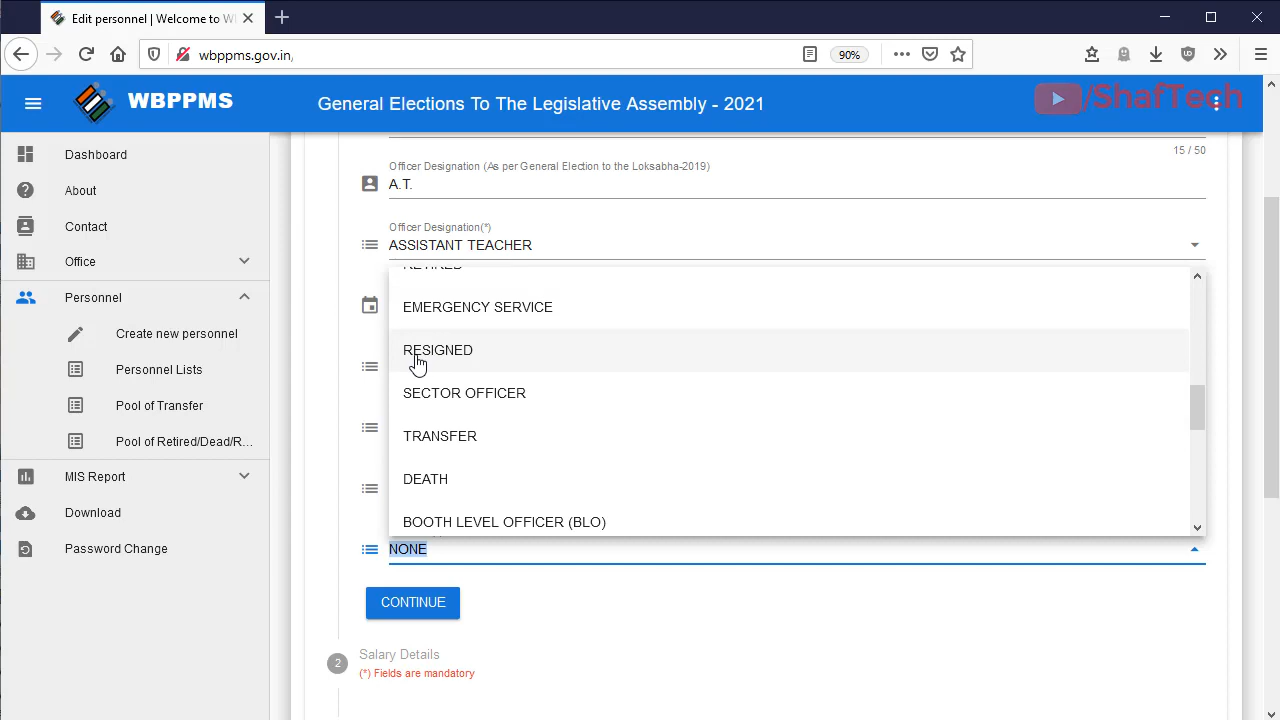 Edit personnel | Welcome to W
wbppms.gov.in
90%
WBPPMS
General Elections To The Legislative Assembly - 2021
/ShafTech
Dashboard
About
Contact
Office
Personnel
Create new personnel
Personnel Lists
Pool of Transfer
Pool of Retired/Dead/R...
MIS Report
Download
Password Change
15 / 50
Officer Designation (As per General Election to the Loksabha-2019)
A.T.
Officer Designation(*)
ASSISTANT TEACHER
RETIRED
EMERGENCY SERVICE
RESIGNED
SECTOR OFFICER
TRANSFER
DEATH
BOOTH LEVEL OFFICER (BLO)
NONE
CONTINUE
2
Salary Details
(*) Fields are mandatory